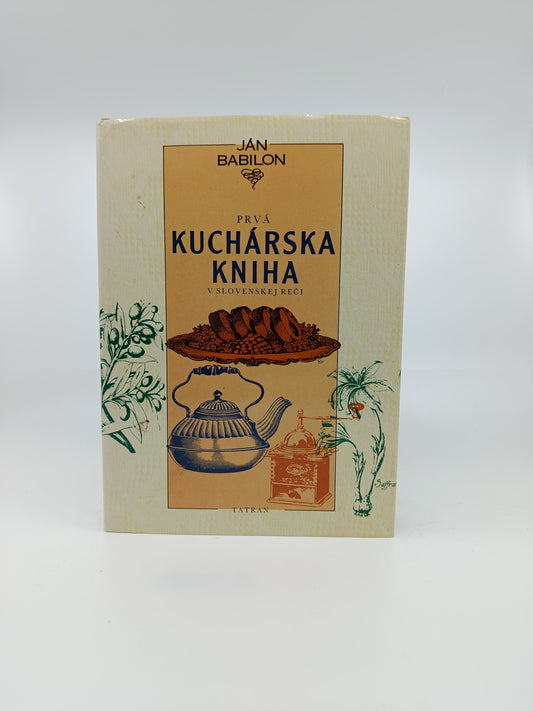 JÁN
BABILON
PRVÁ
KUCHÁRSKA
KNIHA
V SLOVENSKEJ REČI
TATRAN